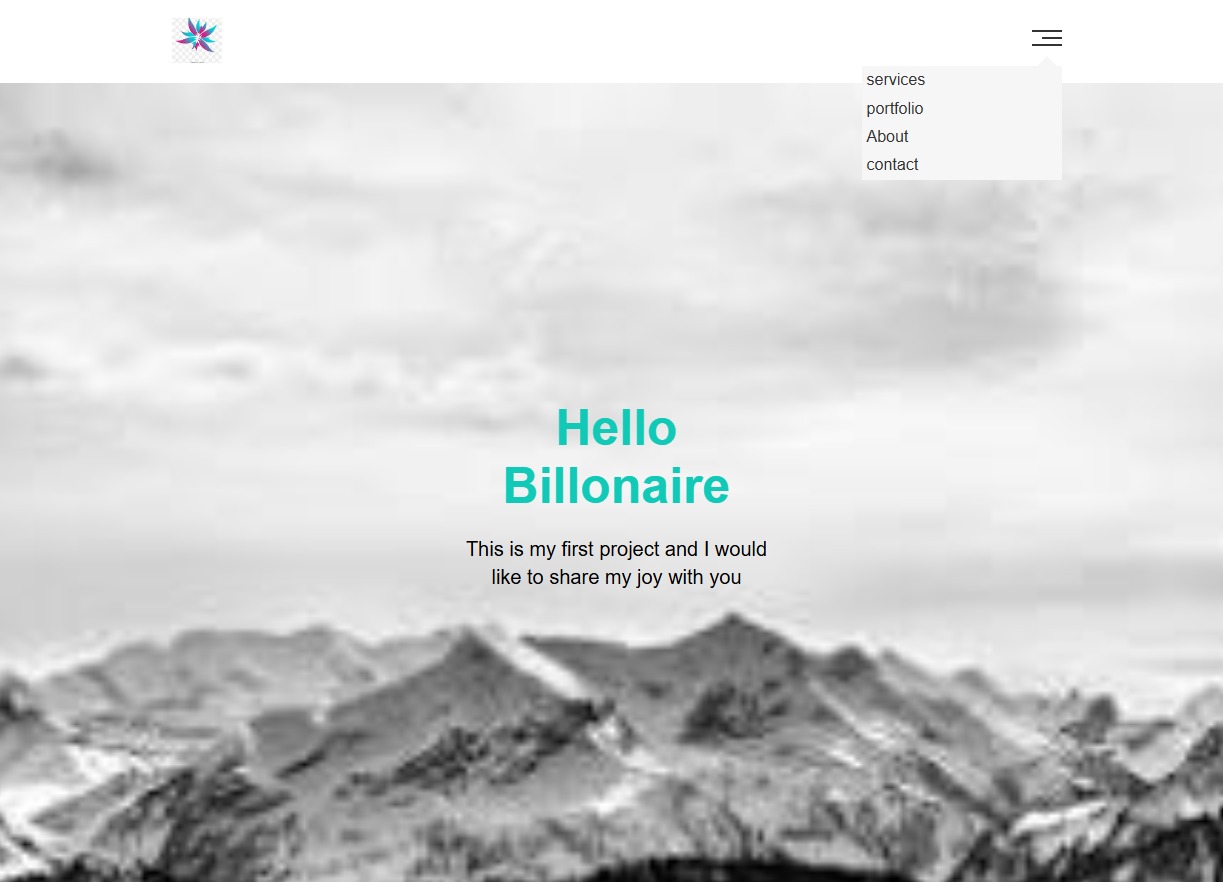 services
portfolio
About
contact
Hello
Billonaire
This is my first project and I would
like to share my joy with you